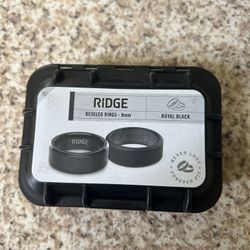 RIDGE
BEVELED RINGS - 8mm
ROYAL BLACK
RIDGE
NEVER LOST
FOREVER FIT